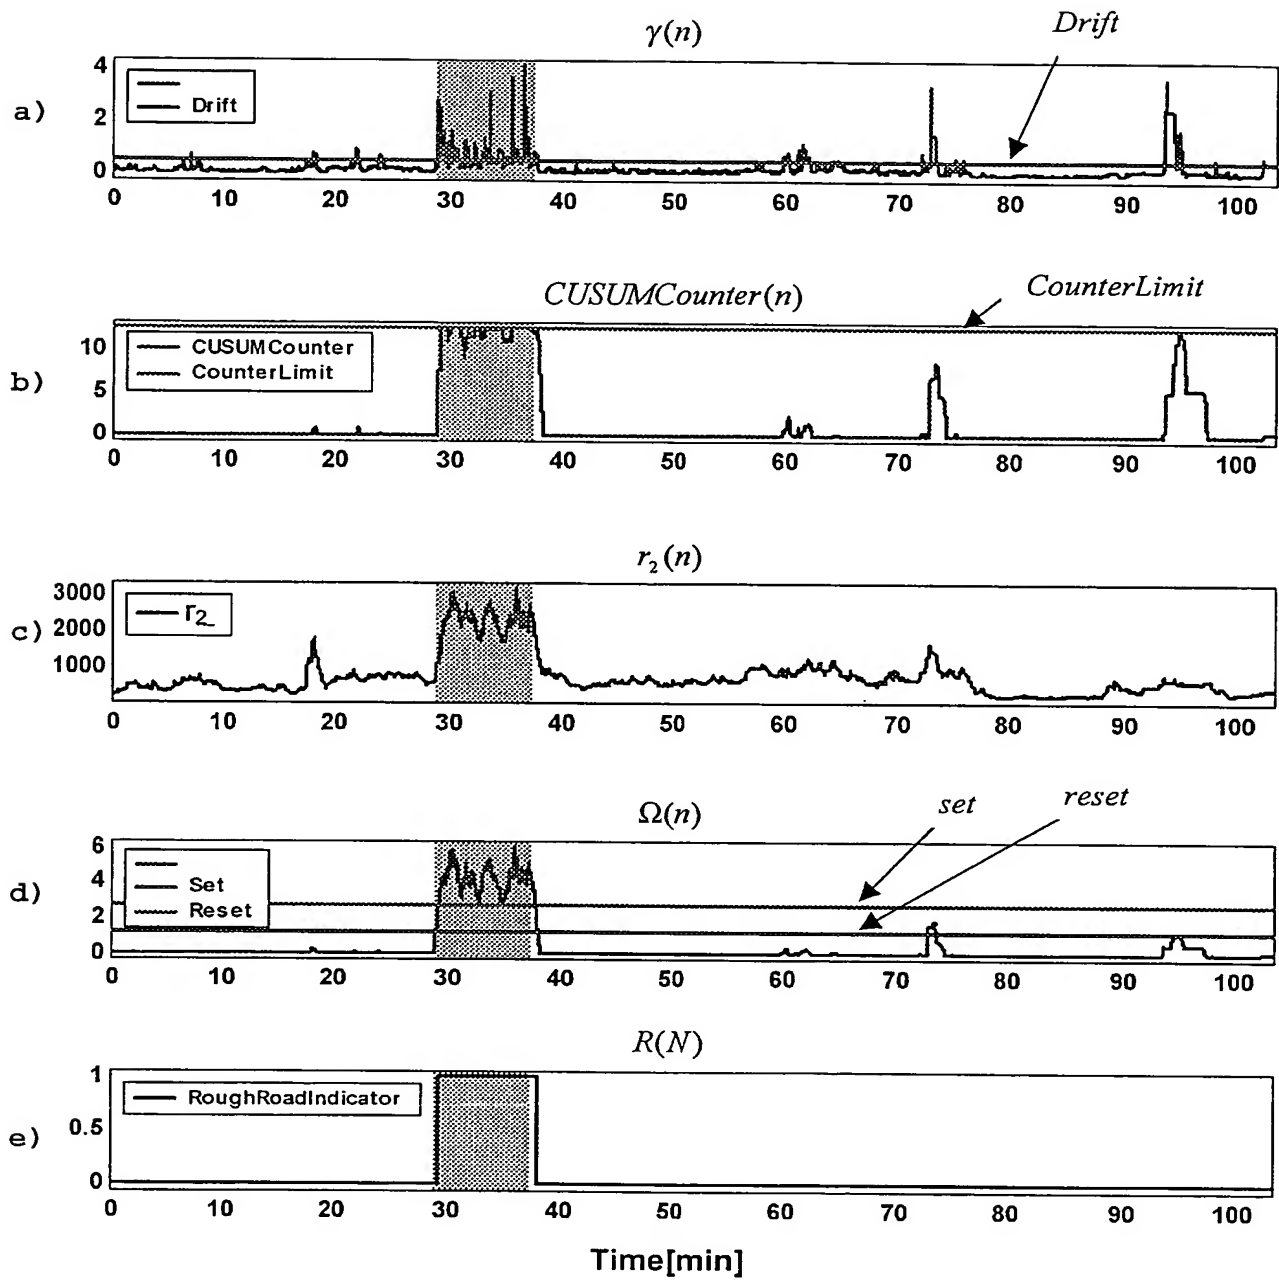 γ(n)
Drift
a)
4
2
0
Drift
0 10 20 30 40 50 60 70 80 90 100
CUSUMCounter(n)
CounterLimit
b)
10
5
0
CUSUMCounter
CounterLimit
0 10 20 30 40 50 60 70 80 90 100
r₂(n)
c)
3000
2000
1000
r₂_
0 10 20 30 40 50 60 70 80 90 100
Ω(n)
set
reset
d)
6
4
2
0
Set
Reset
0 10 20 30 40 50 60 70 80 90 100
R(N)
e)
1
0.5
0
RoughRoadIndicator
0 10 20 30 40 50 60 70 80 90 100
Time[min]